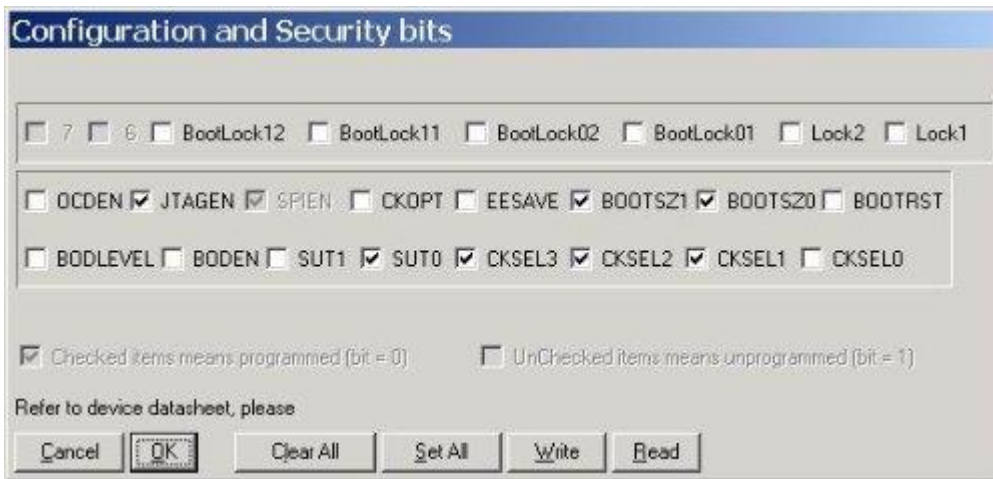 Configuration and Security bits
7 6 BootLock12 BootLock11 BootLock02 BootLock01 Lock2 Lock1
OCDEN JTAGEN SPIEN CKOPT EESAVE BOOTSZ1 BOOTSZ0 BOOTRST
BODLEVEL BODEN SUT1 SUT0 CKSEL3 CKSEL2 CKSEL1 CKSEL0
Checked items means programmed (bit = 0) UnChecked items means unprogrammed (bit = 1)
Refer to device datasheet, please
Cancel OK Clear All Set All Write Read